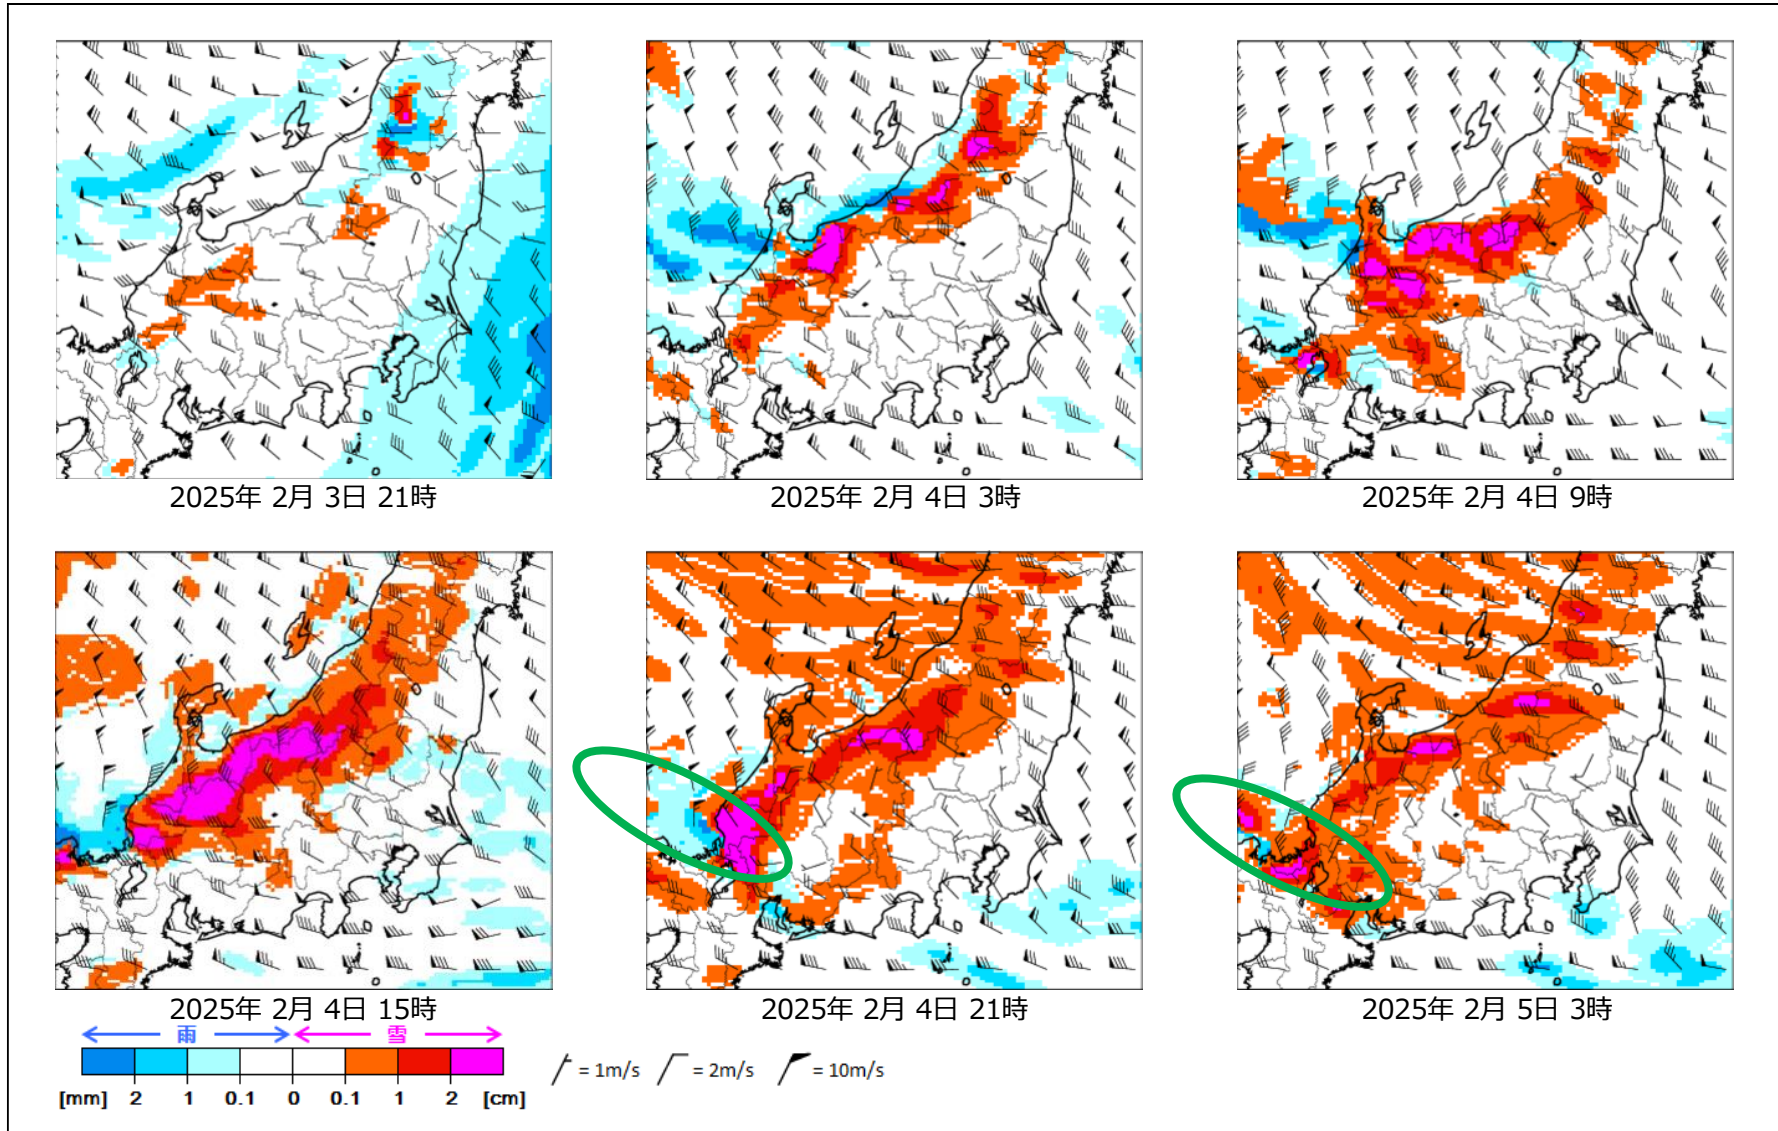 2025年 2月 3日 21時
2025年 2月 4日 3時
2025年 2月 4日 9時
2025年 2月 4日 15時
2025年 2月 4日 21時
2025年 2月 5日 3時
雨 雪
[mm] 2 1 0.1 0 0.1 1 2 [cm]
= 1m/s = 2m/s = 10m/s